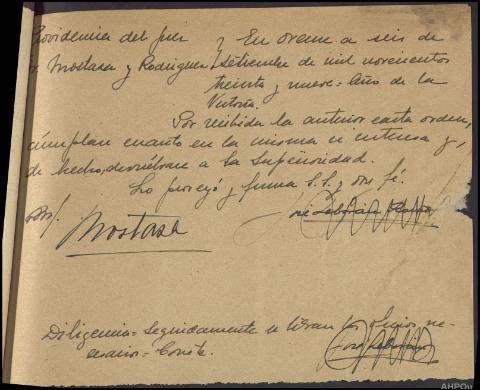 Providencia del Juez } En Orense a seis de
r. Mostaza y Rodriguez } Setiembre de mil novecientos
treinta y nueve = Año de la
Victoria.
Por recibida la anterior carta orden,
cúmplase cuanto en la misma se interesa y,
de hecho, devuélvase a la Superioridad.
Lo proveyó y firma S.S. y doy fé.
Mostaza
José
Diligencia = Seguidamente se libran los oficios ne-
cesarios = Conste.
AHPOu